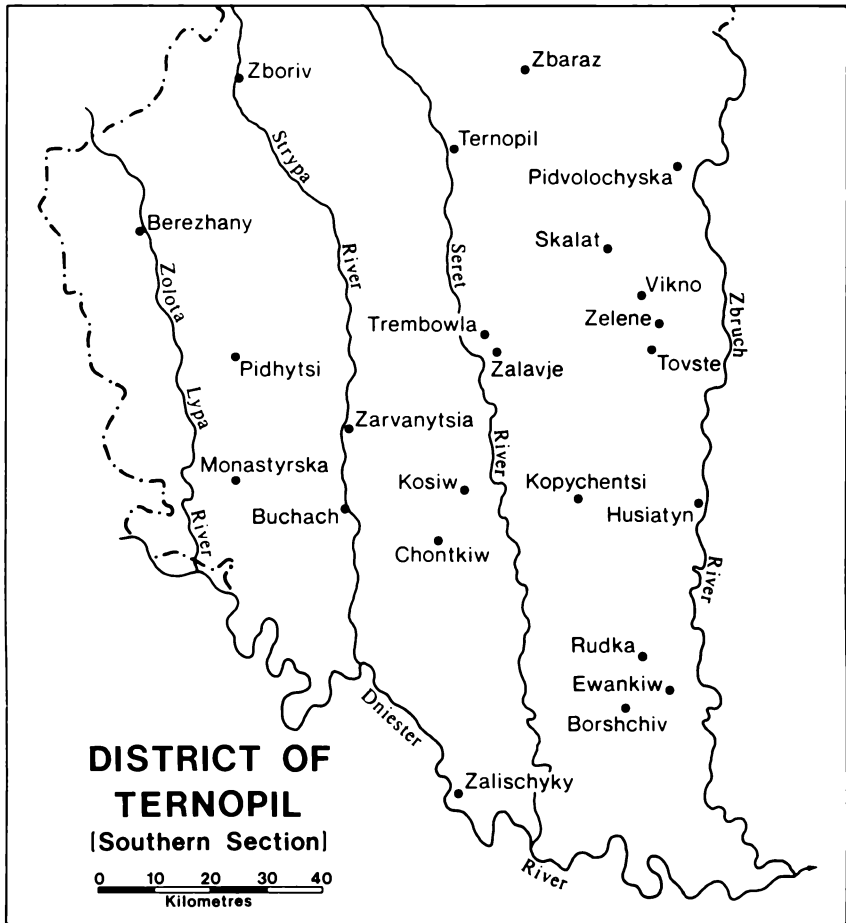 Zbaraz
Zboriv
Strypa
Ternopil
Pidvolochyska
Berezhany
Skalat
River
Seret
Zolota
Vikno
Zbruch
Zelene
Trembowla
Zalavje
Tovste
Pidhytsi
Lypa
Zarvanytsia
River
Monastyrska
Kosiw
Kopychentsi
Buchach
Husiatyn
River
Chontkiw
River
Rudka
Ewankiw
Dniester
Borshchiv
DISTRICT OF
TERNOPIL
[Southern Section]
Zalischyky
0 10 20 30 40
Kilometres
River